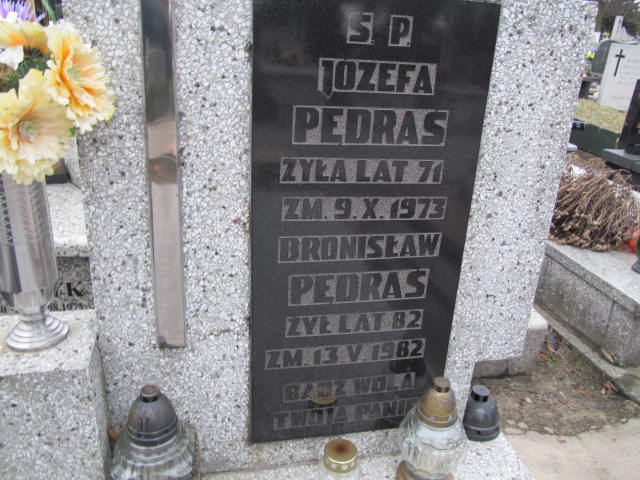 Ś. P.
JÓZEFA
PĘDRAS
ŻYŁA LAT 71
ZM. 9. X. 1973
BRONISŁAW
PĘDRAS
ŻYŁ LAT 82
ZM. 13 V. 1982
BĄDŹ WOLA
TWOJA PANIE